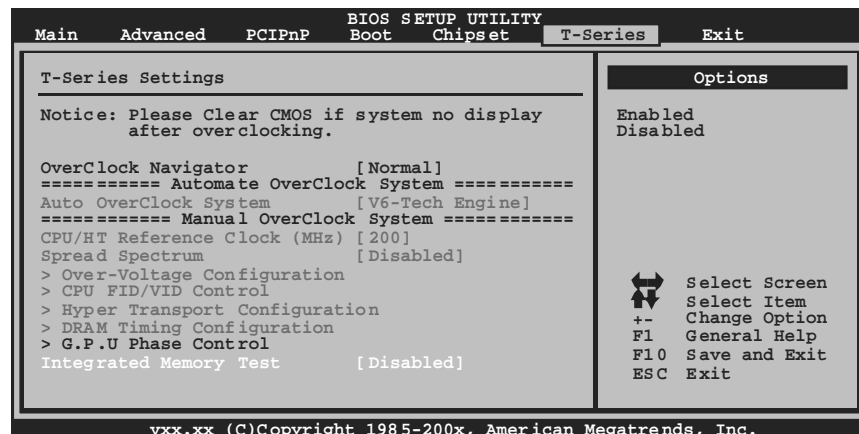 BIOS SETUP UTILITY
Main Advanced PCIPnP Boot Chipset T-Series Exit
T-Series Settings
Notice: Please Clear CMOS if system no display
after overclocking.
OverClock Navigator [Normal]
=========== Automate OverClock System ===========
Auto OverClock System [V6-Tech Engine]
============ Manual OverClock System ============
CPU/HT Reference Clock (MHz) [200]
Spread Spectrum [Disabled]
> Over-Voltage Configuration
> CPU FID/VID Control
> Hyper Transport Configuration
> DRAM Timing Configuration
> G.P.U Phase Control
Integrated Memory Test [Disabled]
Options
Enabled
Disabled
Select Screen
Select Item
+- Change Option
F1 General Help
F10 Save and Exit
ESC Exit
vxx.xx (C)Copyright 1985-200x, American Megatrends, Inc.